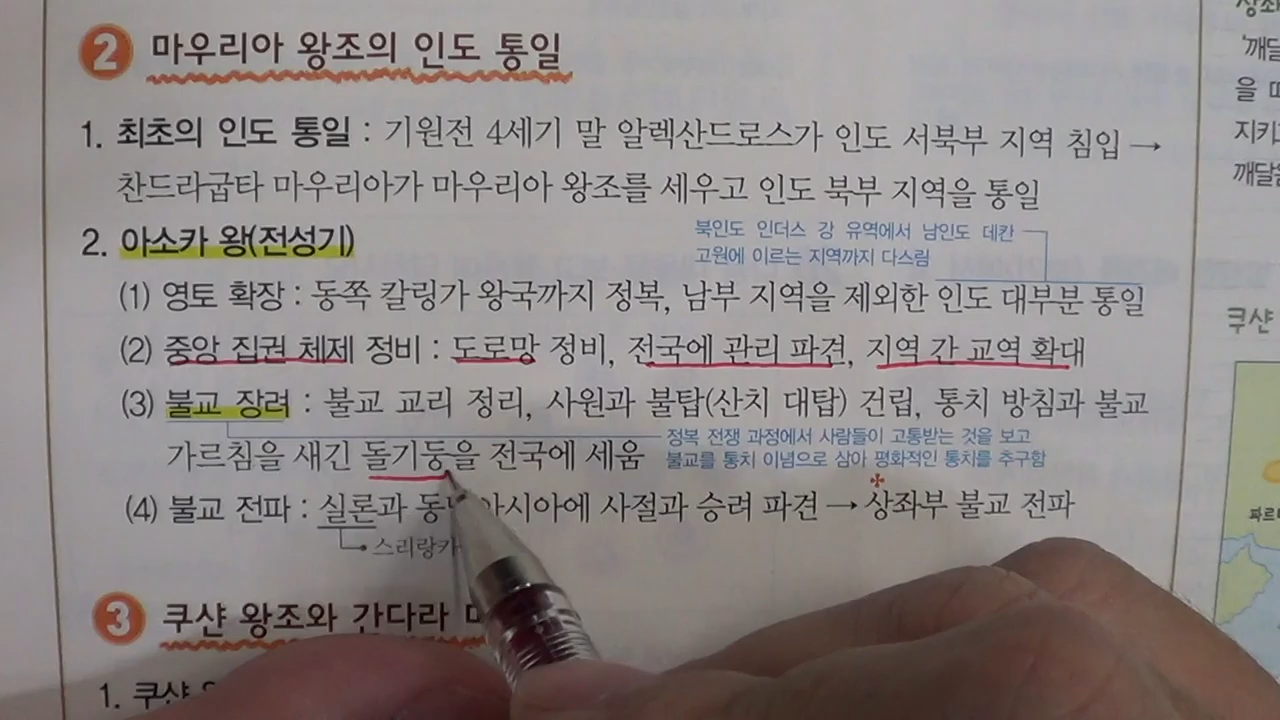 2 마우리아 왕조의 인도 통일
1. 최초의 인도 통일 : 기원전 4세기 말 알렉산드로스가 인도 서북부 지역 침입 →
찬드라굽타 마우리아가 마우리아 왕조를 세우고 인도 북부 지역을 통일
2. 아소카 왕(전성기)
북인도 인더스 강 유역에서 남인도 데칸
고원에 이르는 지역까지 다스림
(1) 영토 확장 : 동쪽 칼링가 왕국까지 정복, 남부 지역을 제외한 인도 대부분 통일
(2) 중앙 집권 체제 정비 : 도로망 정비, 전국에 관리 파견, 지역 간 교역 확대
(3) 불교 장려 : 불교 교리 정리, 사원과 불탑(산치 대탑) 건립, 통치 방침과 불교
가르침을 새긴 돌기둥을 전국에 세움
정복 전쟁 과정에서 사람들이 고통받는 것을 보고
불교를 통치 이념으로 삼아 평화적인 통치를 추구함
(4) 불교 전파 : 실론과 아시아에 사절과 승려 파견 → 상좌부 불교 전파
스리랑카
3 쿠샨 왕조와 간다라
1. 쿠샨
'깨달
을 따
지키
깨달
쿠샨
파르